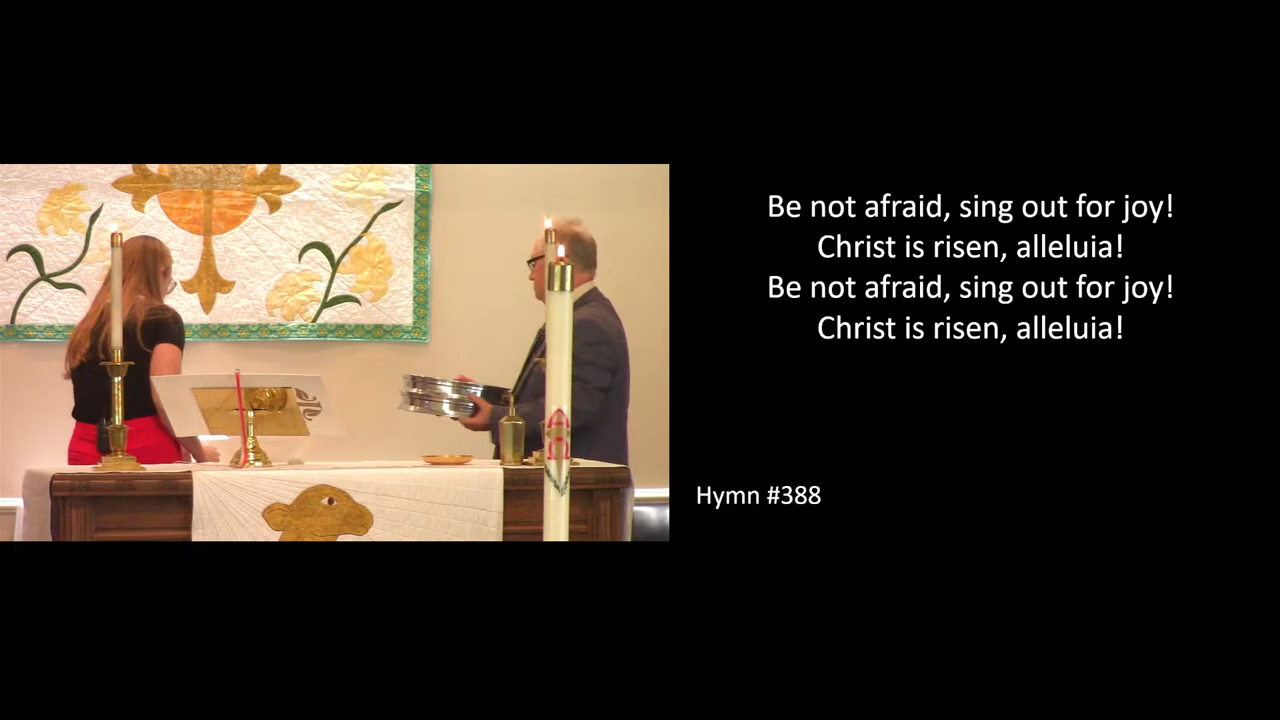 Be not afraid, sing out for joy!
Christ is risen, alleluia!
Be not afraid, sing out for joy!
Christ is risen, alleluia!
Hymn #388